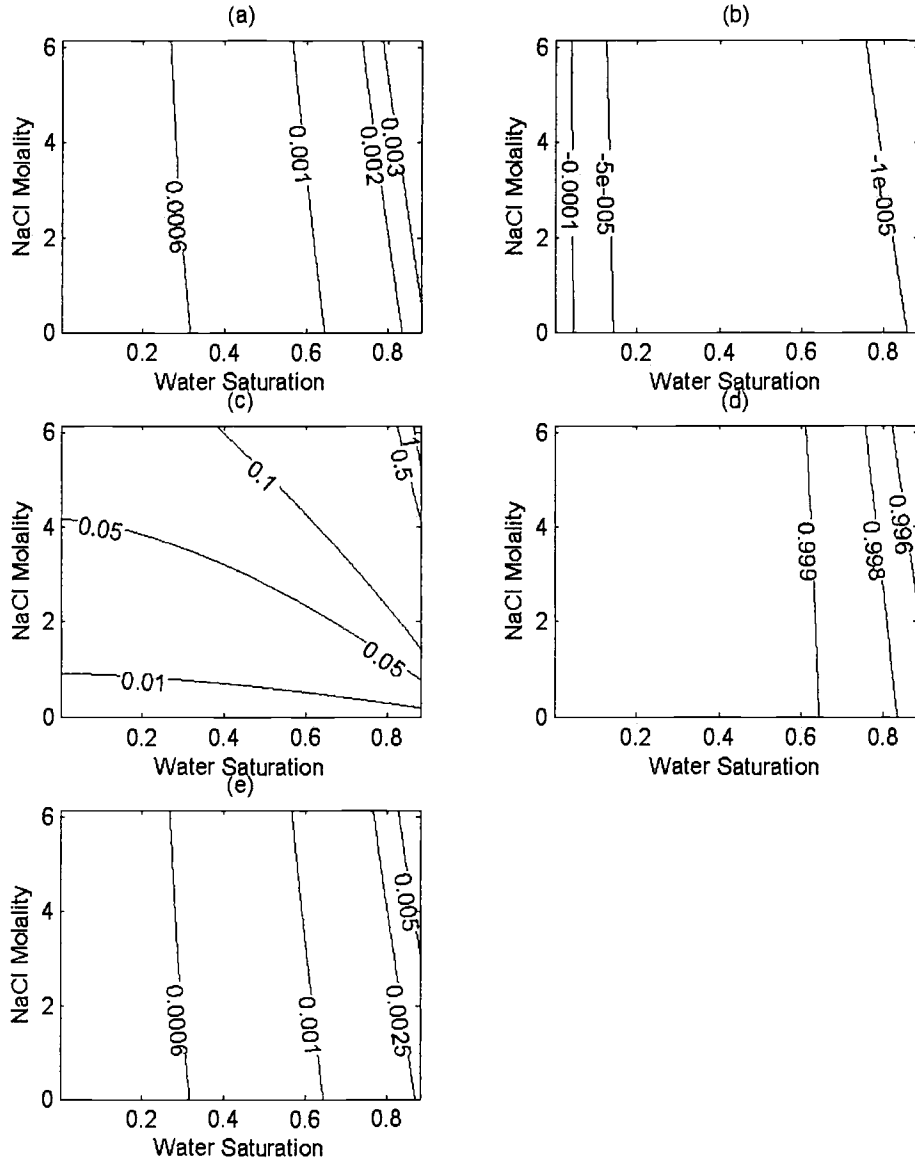 (a)
6
4
2
0
NaCl Molality
0.0006
0.001
0.002
0.003
0.2 0.4 0.6 0.8
Water Saturation
(b)
6
4
2
0
NaCl Molality
-0.0001
-5e-005
-1e-005
0.2 0.4 0.6 0.8
Water Saturation
(c)
6
4
2
0
NaCl Molality
0.1
0.5
1
0.05
0.05
0.01
0.2 0.4 0.6 0.8
Water Saturation
(d)
6
4
2
0
NaCl Molality
0.999
0.998
0.996
0.2 0.4 0.6 0.8
Water Saturation
(e)
6
4
2
0
NaCl Molality
0.0006
0.001
0.0025
0.005
0.2 0.4 0.6 0.8
Water Saturation